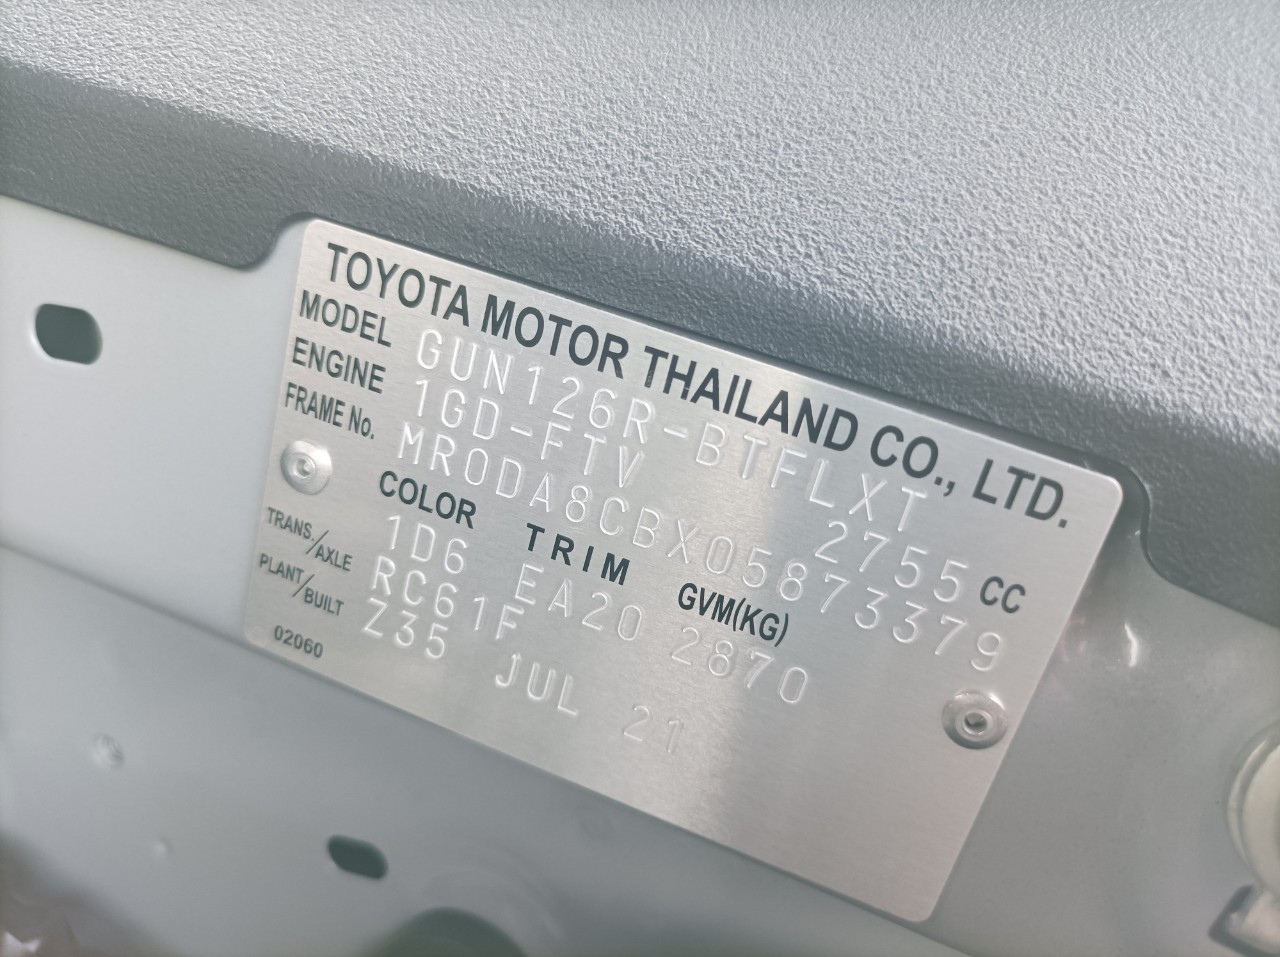 TOYOTA MOTOR THAILAND CO., LTD.
MODEL GUN126R-BTFLXT
ENGINE 1GD-FTV 2755 CC
FRAME No. MR0DA8CBX05873379
COLOR TRIM GVM(KG)
1D6 EA20 2870
TRANS./AXLE RC61F
PLANT/BUILT Z35 JUL 21
02060